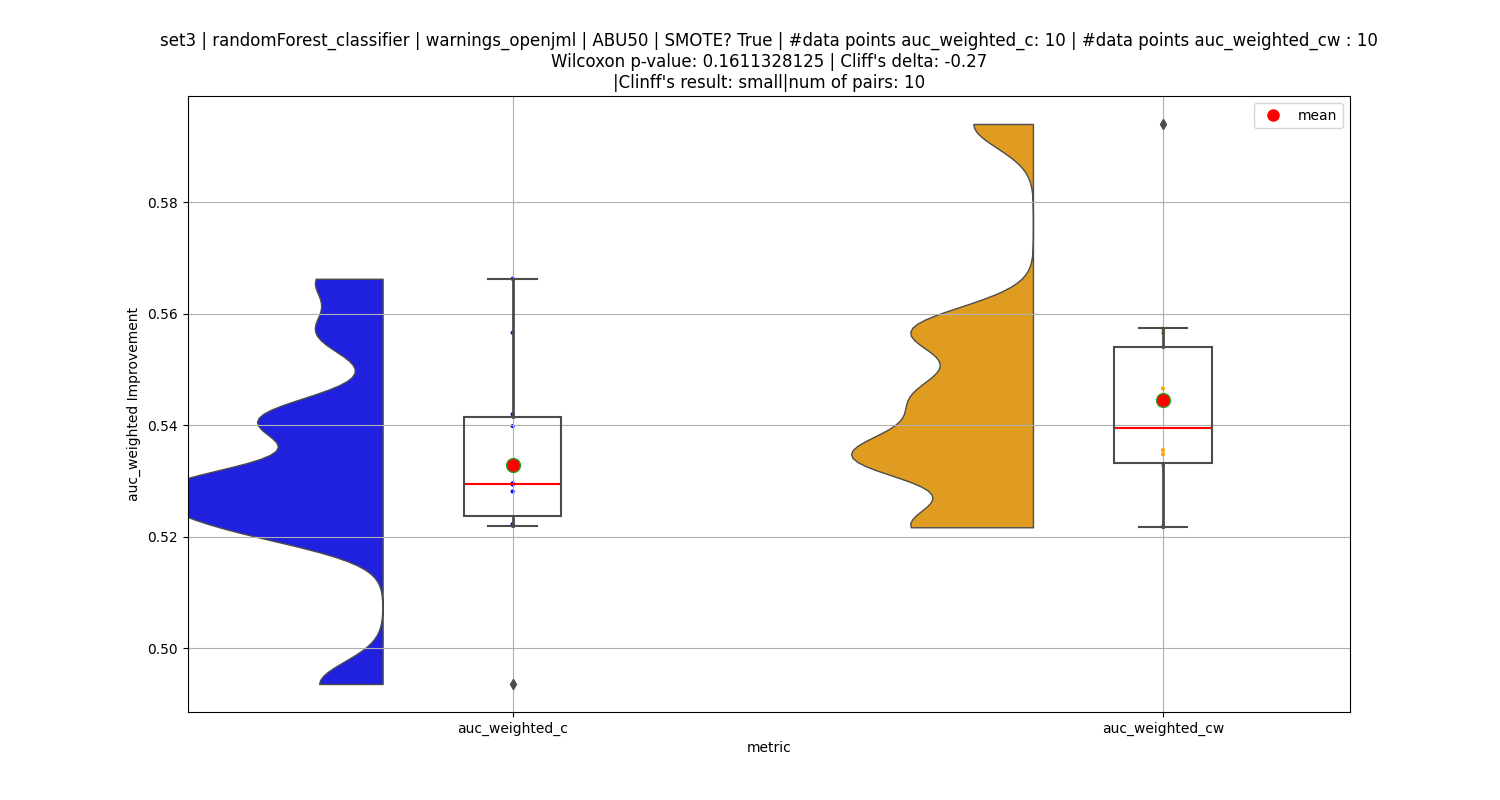 set3 | randomForest_classifier | warnings_openjml | ABU50 | SMOTE? True | #data points auc_weighted_c: 10 | #data points auc_weighted_cw : 10
Wilcoxon p-value: 0.1611328125 | Cliff's delta: -0.27
|Clinff's result: small|num of pairs: 10
mean
0.58
0.56
0.54
0.52
0.50
auc_weighted Improvement
auc_weighted_c
auc_weighted_cw
metric